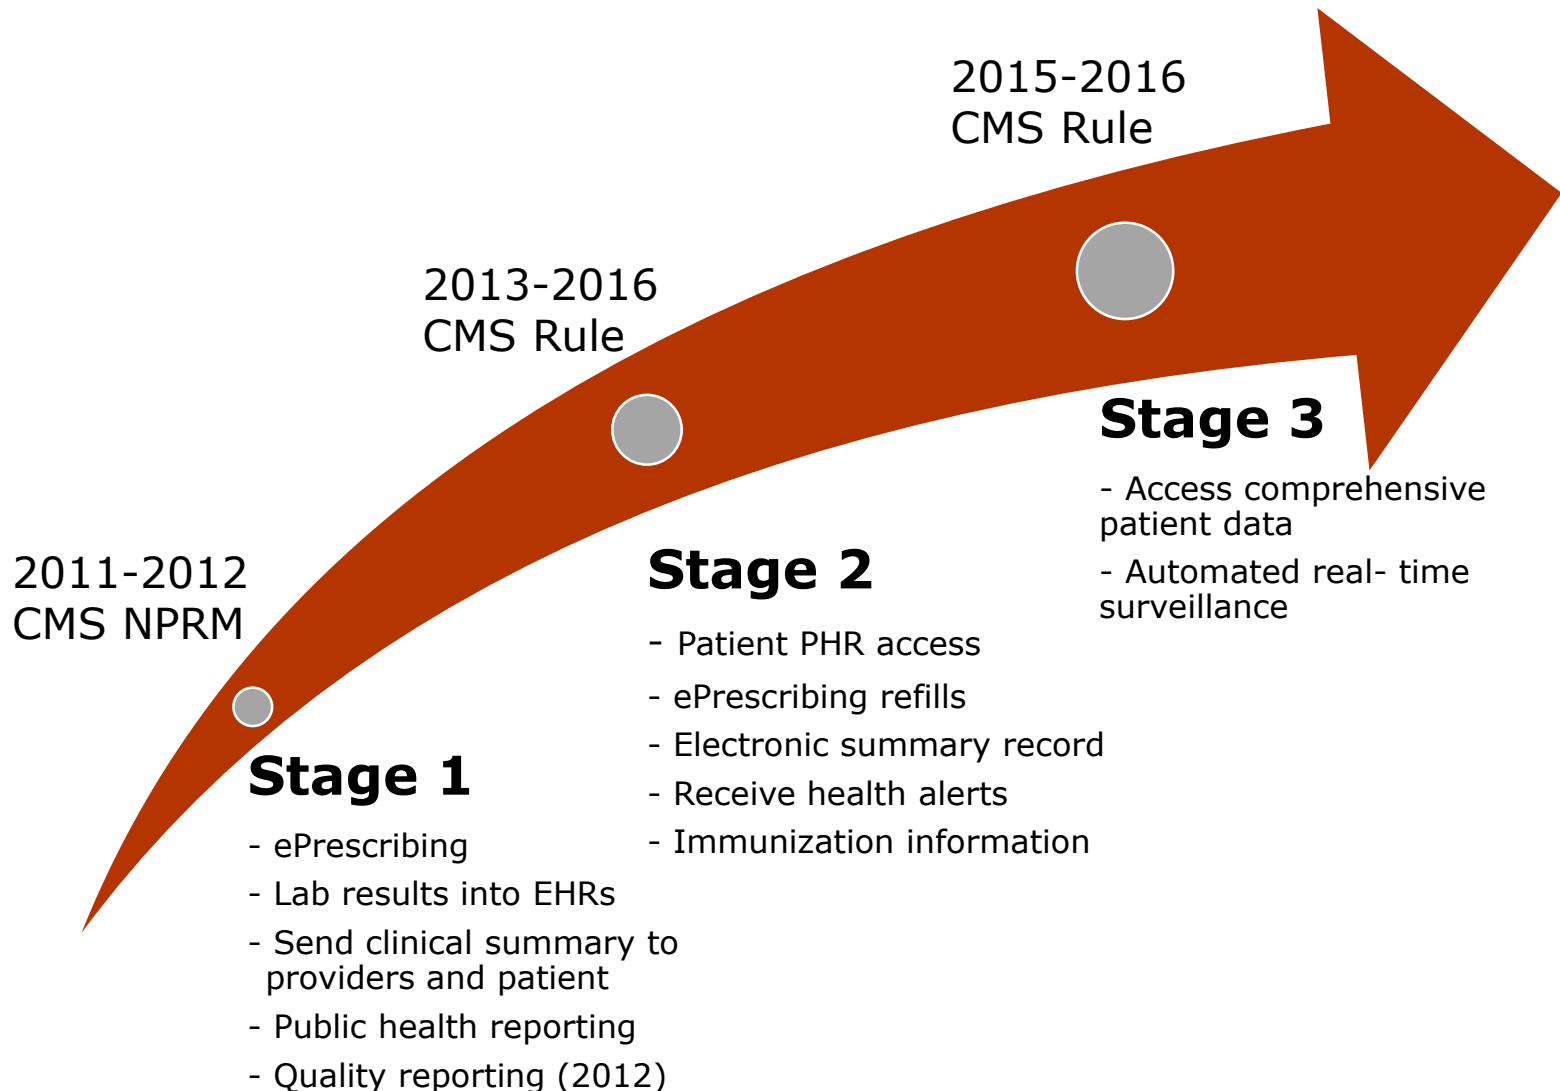 2015-2016
CMS Rule
2013-2016
CMS Rule
2011-2012
CMS NPRM
Stage 3
- Access comprehensive
patient data
- Automated real- time
surveillance
Stage 2
- Patient PHR access
- ePrescribing refills
- Electronic summary record
- Receive health alerts
- Immunization information
Stage 1
- ePrescribing
- Lab results into EHRs
- Send clinical summary to
providers and patient
- Public health reporting
- Quality reporting (2012)